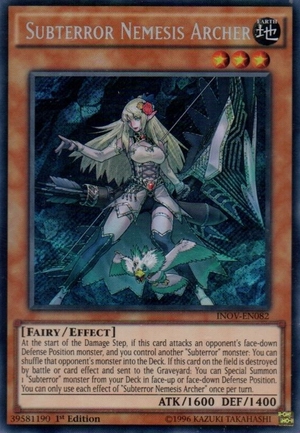 SUBTERROR NEMESIS ARCHER
EARTH
地
INOV-EN082
[FAIRY/EFFECT]
At the start of the Damage Step, if this card attacks an opponent's face-down
Defense Position monster, and you control another "Subterror" monster: You can
shuffle that opponent's monster into the Deck. If this card on the field is destroyed
by battle or card effect and sent to the Graveyard: You can Special Summon
1 "Subterror" monster from your Deck in face-up or face-down Defense Position.
You can only use each effect of "Subterror Nemesis Archer" once per turn.
ATK/1600 DEF/1400
39581190 1st Edition
©1996 KAZUKI TAKAHASHI